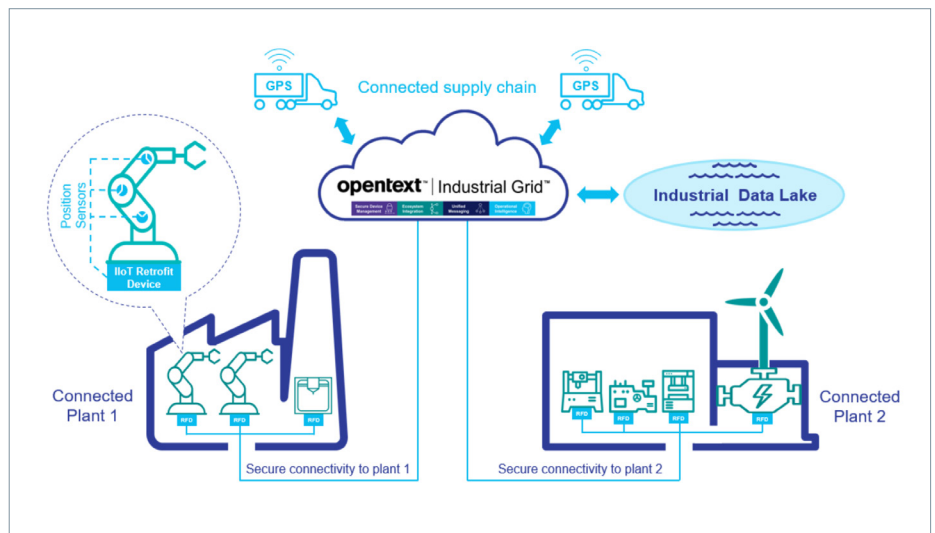 GPS
Connected supply chain
GPS
opentext™ | Industrial Grid™
Secure Device
Management
Ecosystem
Integration
Unified
Messaging
Operational
Intelligence
Industrial Data Lake
Position
Sensors
IIoT Retrofit
Device
Connected
Plant 1
RFD
RFD
RFD
Secure connectivity to plant 1
RFD
RFD
RFD
RFD
Connected
Plant 2
Secure connectivity to plant 2